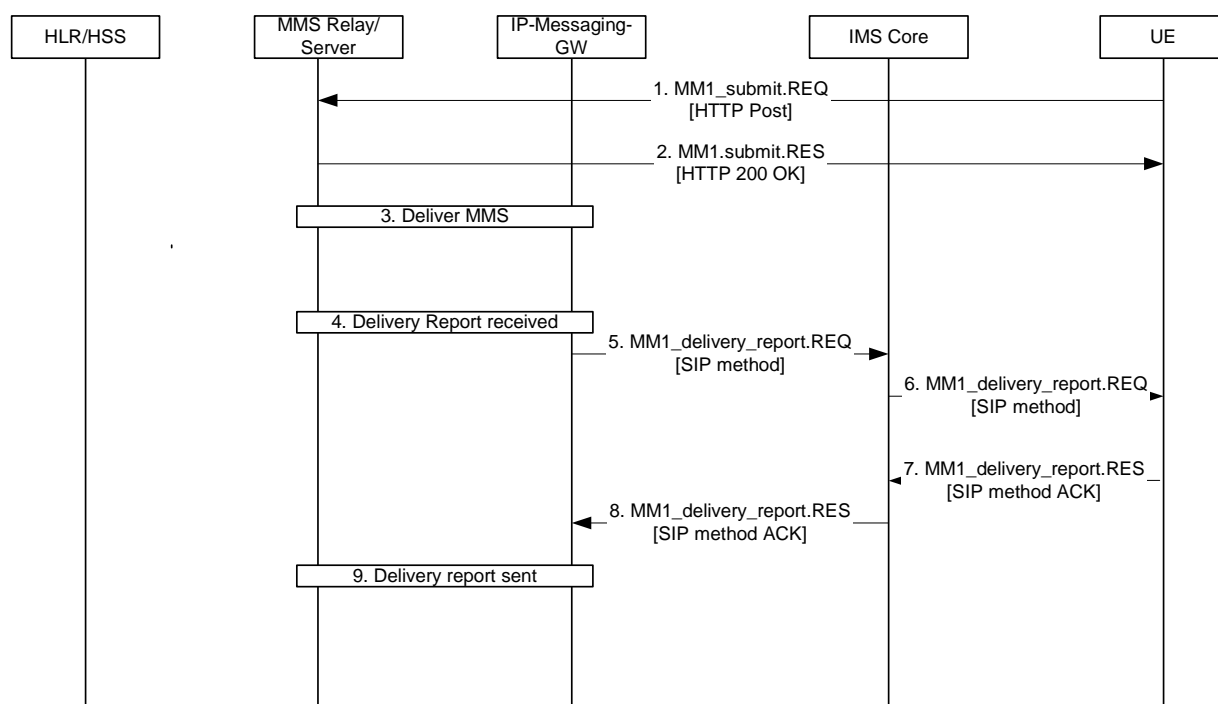 HLR/HSS
MMS Relay/
Server
IP-Messaging-
GW
IMS Core
UE
1. MM1_submit.REQ
[HTTP Post]
2. MM1.submit.RES
[HTTP 200 OK]
3. Deliver MMS
4. Delivery Report received
5. MM1_delivery_report.REQ
[SIP method]
6. MM1_delivery_report.REQ
[SIP method]
7. MM1_delivery_report.RES
[SIP method ACK]
8. MM1_delivery_report.RES
[SIP method ACK]
9. Delivery report sent